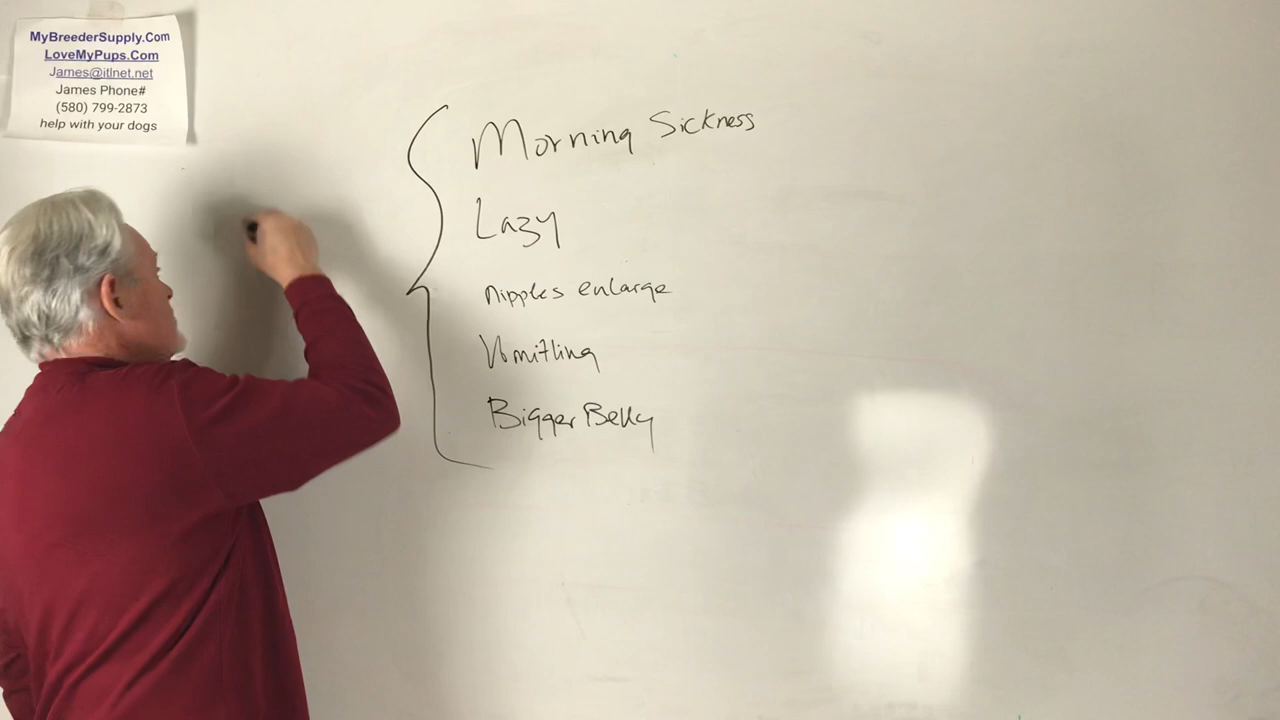 MyBreederSupply.Com
LoveMyPups.Com
James@itlnet.net
James Phone#
(580) 799-2873
help with your dogs
Morning Sickness
Lazy
nipples enlarge
Vomitting
Bigger Belly